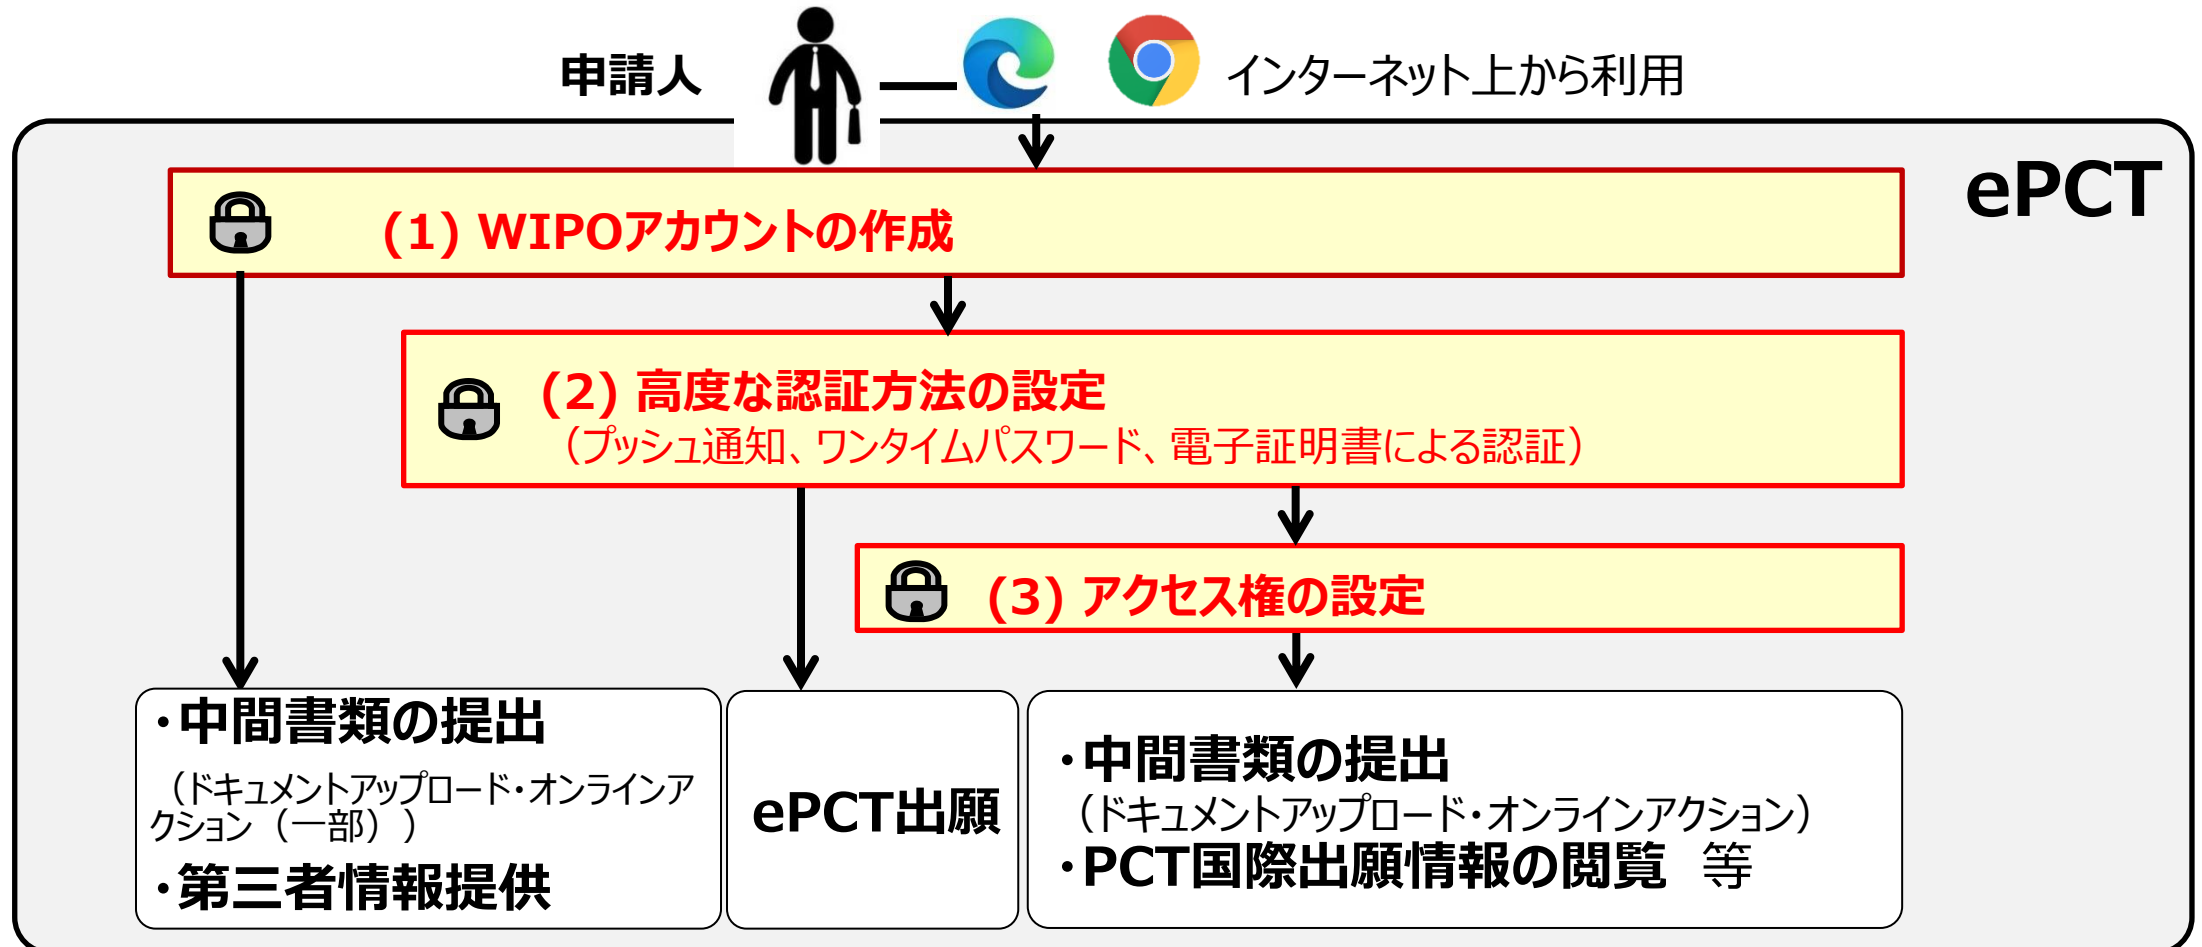 申請人
インターネット上から利用
ePCT
(1) WIPOアカウントの作成
(2) 高度な認証方法の設定
（プッシュ通知、ワンタイムパスワード、電子証明書による認証）
(3) アクセス権の設定
・中間書類の提出
（ドキュメントアップロード・オンラインア
クション（一部））
・第三者情報提供
ePCT出願
・中間書類の提出
（ドキュメントアップロード・オンラインアクション）
・PCT国際出願情報の閲覧　等